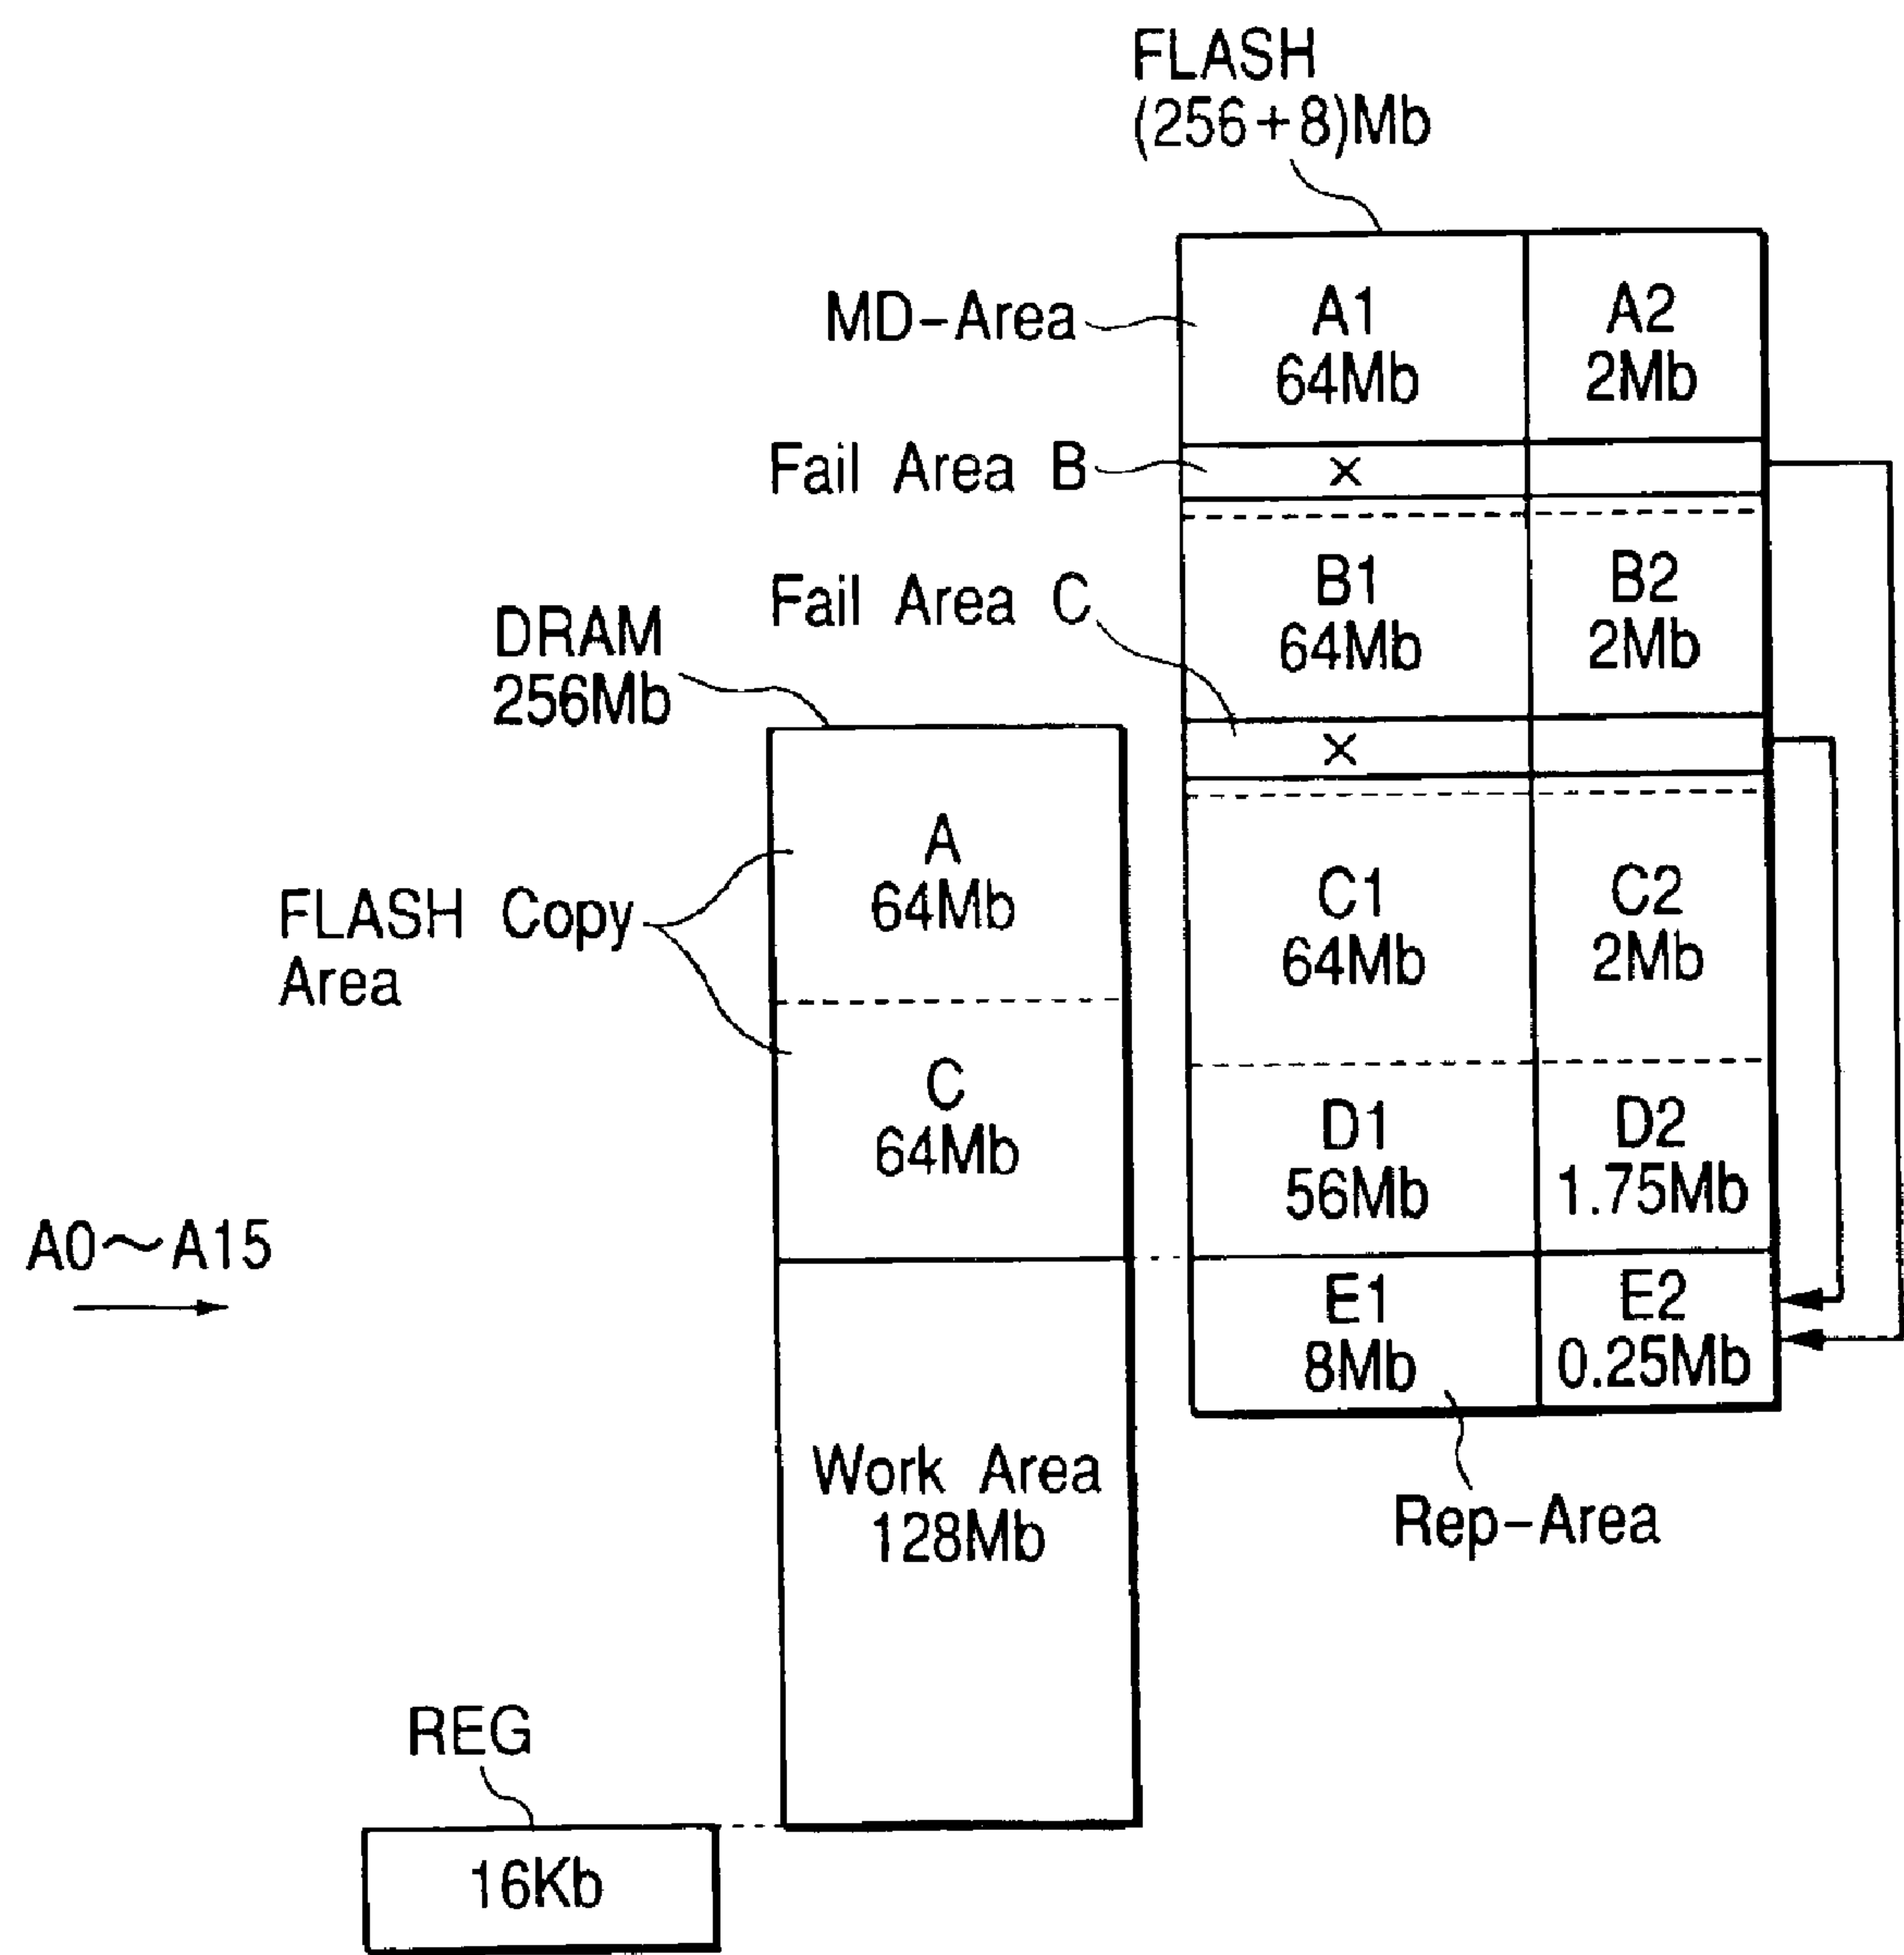 FLASH
(256+8)Mb
MD-Area
A1
64Mb
A2
2Mb
Fail Area B
×
B1
64Mb
B2
2Mb
Fail Area C
×
DRAM
256Mb
A
64Mb
FLASH Copy
Area
C1
64Mb
C2
2Mb
C
64Mb
D1
56Mb
D2
1.75Mb
A0~A15
E1
8Mb
E2
0.25Mb
Work Area
128Mb
Rep-Area
REG
16Kb